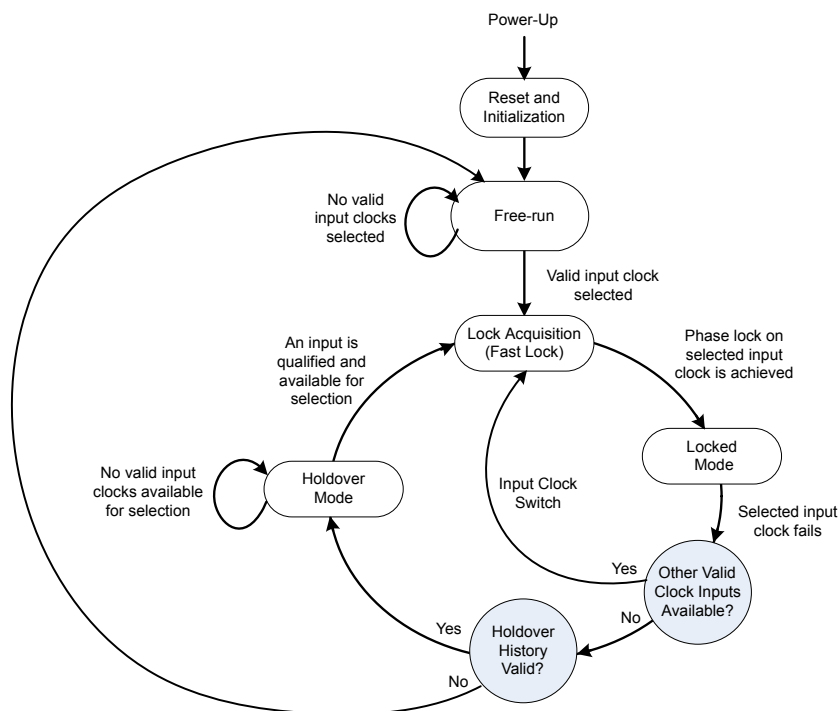 Power-Up
Reset and
Initialization
No valid
input clocks
selected
Free-run
Valid input clock
selected
An input is
qualified and
available for
selection
Lock Acquisition
(Fast Lock)
Phase lock on
selected input
clock is achieved
No valid input
clocks available
for selection
Holdover
Mode
Input Clock
Switch
Locked
Mode
Selected input
clock fails
Yes
Other Valid
Clock Inputs
Available?
No
Yes
Holdover
History
Valid?
No